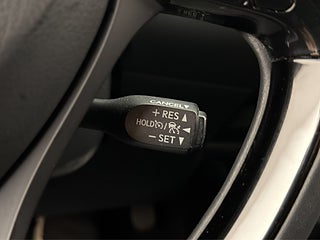 CANCEL▼
+ RES ▲
HOLD / ◄
− SET ▼